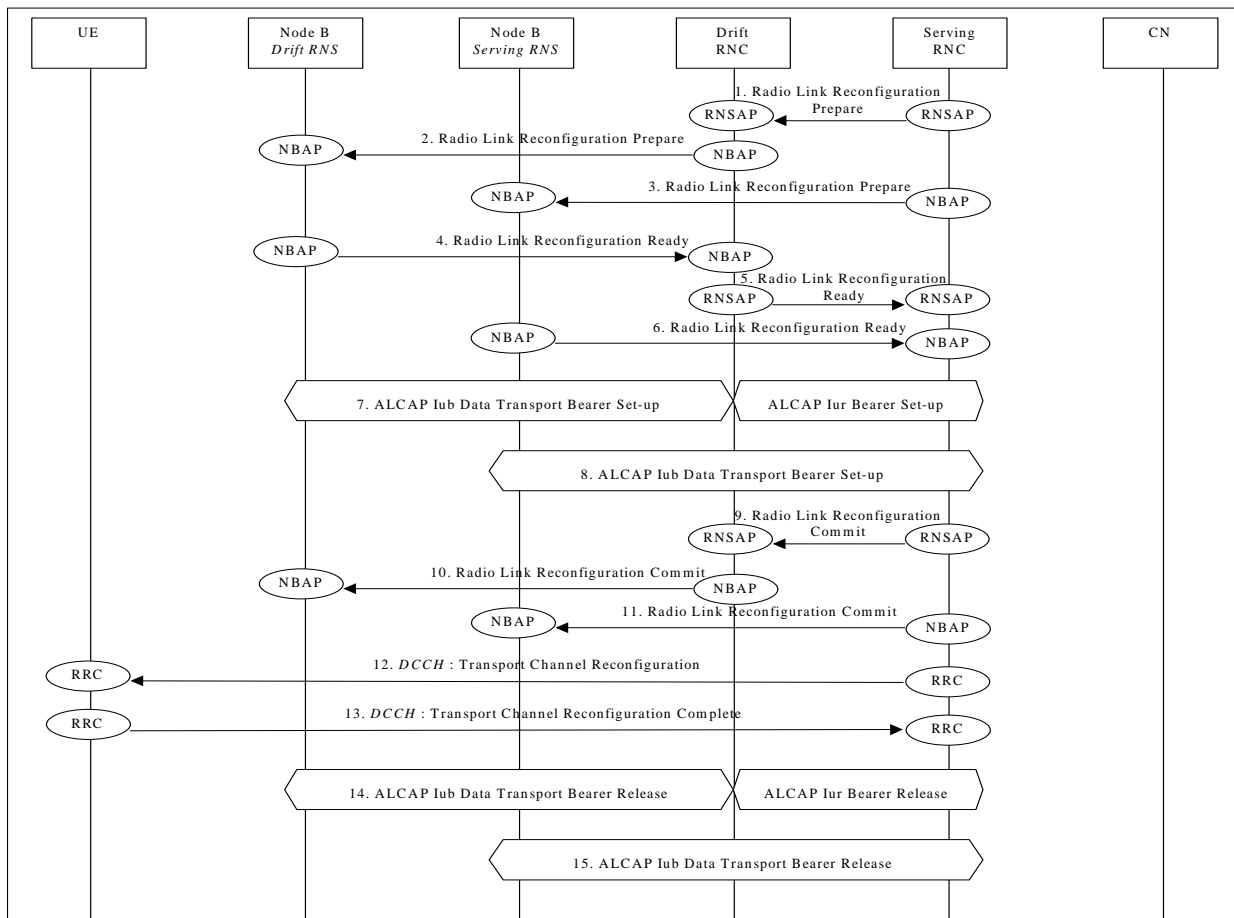 UE
Node B
Drift RNS
Node B
Serving RNS
Drift
RNC
Serving
RNC
CN
1. Radio Link Reconfiguration
Prepare
RNSAP
RNSAP
2. Radio Link Reconfiguration Prepare
NBAP
NBAP
3. Radio Link Reconfiguration Prepare
NBAP
NBAP
4. Radio Link Reconfiguration Ready
NBAP
NBAP
5. Radio Link Reconfiguration
Ready
RNSAP
RNSAP
6. Radio Link Reconfiguration Ready
NBAP
NBAP
7. ALCAP Iub Data Transport Bearer Set-up
ALCAP Iur Bearer Set-up
8. ALCAP Iub Data Transport Bearer Set-up
9. Radio Link Reconfiguration
Commit
RNSAP
RNSAP
10. Radio Link Reconfiguration Commit
NBAP
NBAP
11. Radio Link Reconfiguration Commit
NBAP
NBAP
12. DCCH : Transport Channel Reconfiguration
RRC
RRC
13. DCCH : Transport Channel Reconfiguration Complete
RRC
RRC
14. ALCAP Iub Data Transport Bearer Release
ALCAP Iur Bearer Release
15. ALCAP Iub Data Transport Bearer Release